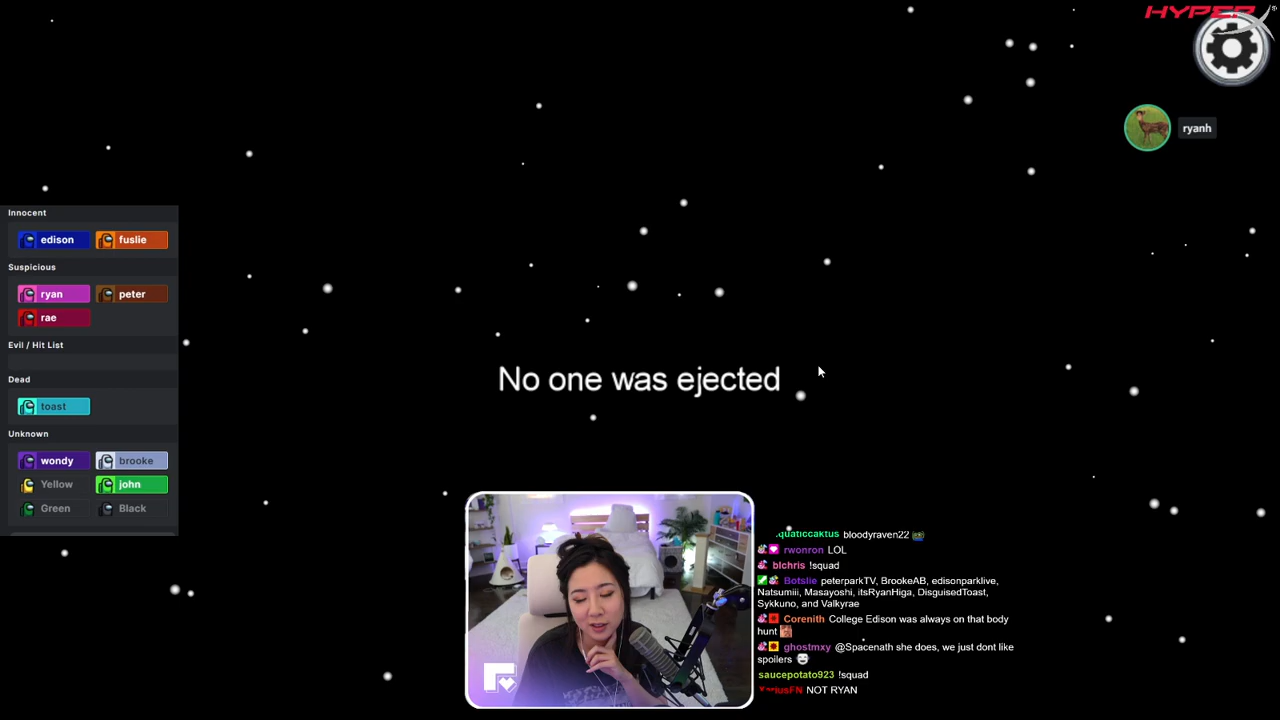 HYPER
ryanh
Innocent
edison fuslie
Suspicious
ryan peter
rae
Evil / Hit List
Dead
toast
Unknown
wondy brooke
Yellow john
Green Black
No one was ejected
quaticcaktus bloodyraven22
rwonron LOL
blchris !squad
Botslie peterparkTV, BrookeAB, edisonparklive,
Natsumiii, Masayoshi, itsRyanHiga, DisguisedToast,
Sykkuno, and Valkyrae
Corenith College Edison was always on that body
hunt
ghostmxy @Spacenath she does, we just dont like
spoilers
saucepotato923 !squad
NOT RYAN